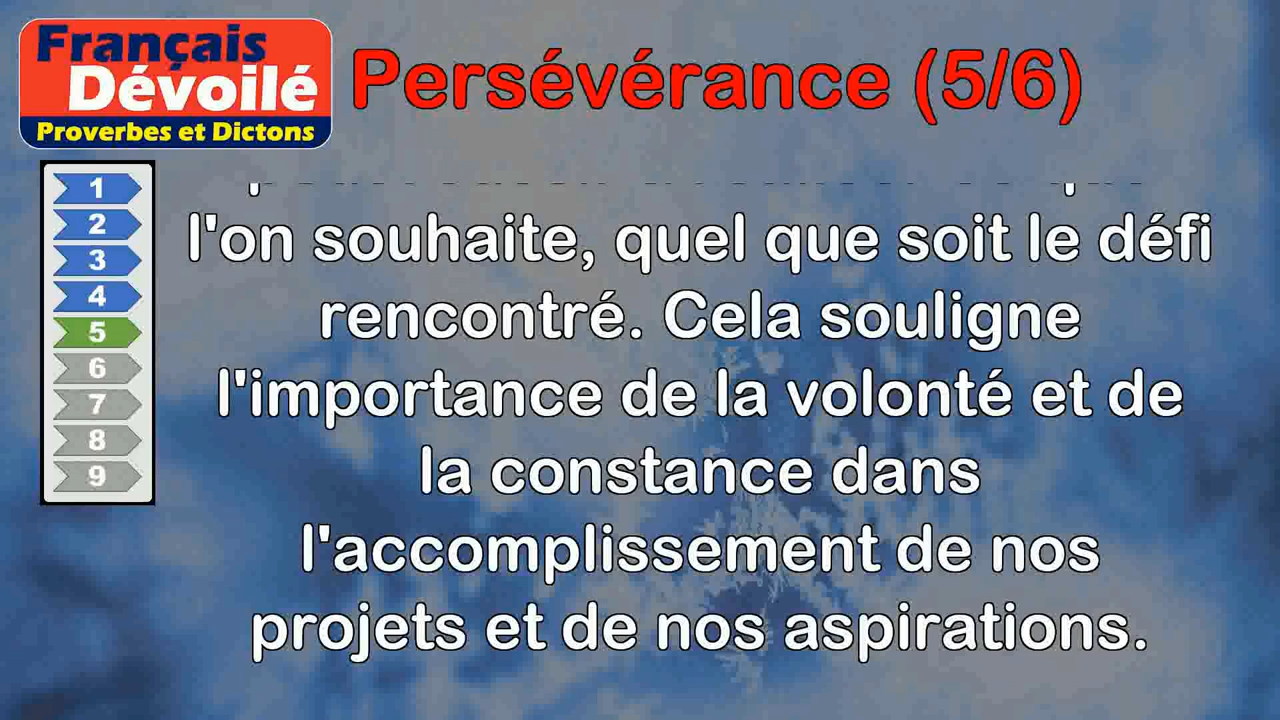 Français
Dévoilé
Proverbes et Dictons
Persévérance (5/6)
1
2
3
4
5
6
7
8
9
l'on souhaite, quel que soit le défi
rencontré. Cela souligne
l'importance de la volonté et de
la constance dans
l'accomplissement de nos
projets et de nos aspirations.